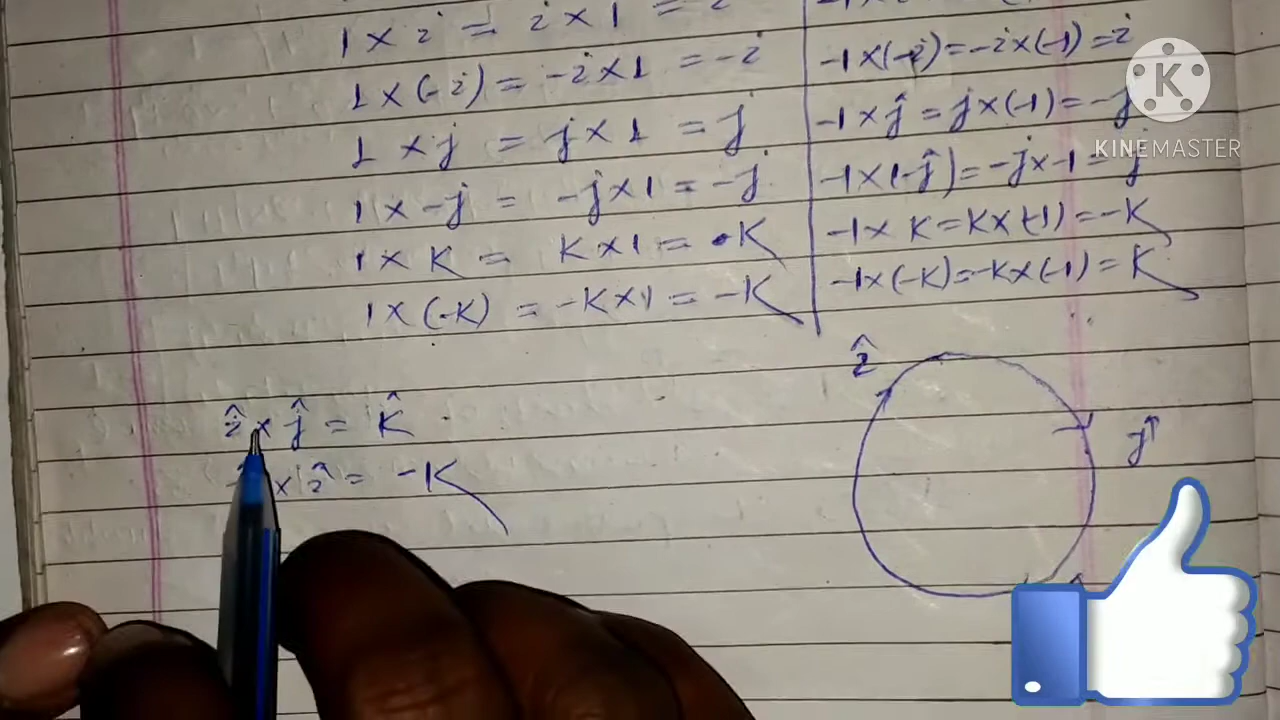 1 × i = i × 1 = i
1 × (-i) = -i × 1 = -i
1 × j = j × 1 = j
1 × -j = -j × 1 = -j
1 × K = K × 1 = K
1 × (-K) = -K × 1 = -K
-1 × (-i) = -i × (-1) = i
-1 × ĵ = j × (-1) = -j
-1 × (-ĵ) = -j × -1 = j
-1 × K = K × (-1) = -K
-1 × (-K) = -K × (-1) = K
î × ĵ = K̂
× î = -K
î
ĵ
K
KINEMASTER